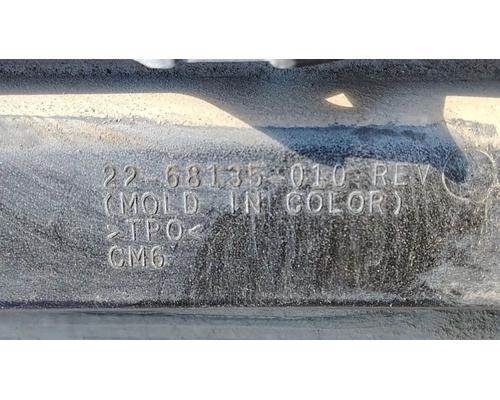 22-68135-010 REV
(MOLD IN COLOR)
>TPO<
CM6